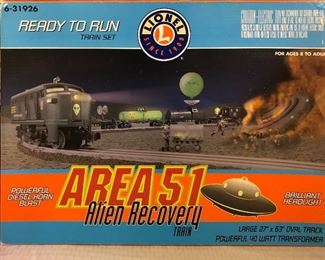 6-31926
READY TO RUN
TRAIN SET
LIONEL
SINCE 1900
FOR AGES 8 TO ADULT
POWERFUL
DIESEL HORN
BLAST
AREA 51
Alien Recovery
TRAIN
BRILLIANT
HEADLIGHT
LARGE 27" x 63" OVAL TRACK
POWERFUL 40 WATT TRANSFORMER